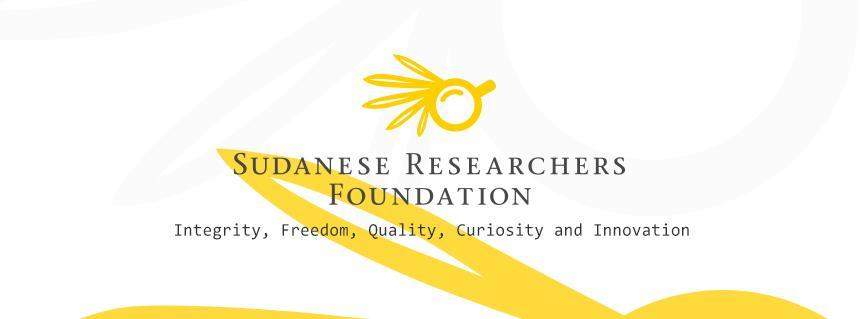 Sudanese Researchers
Foundation
Integrity, Freedom, Quality, Curiosity and Innovation